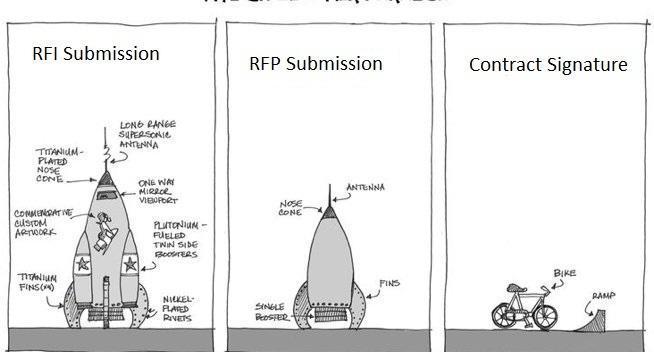 RFI Submission
LONG RANGE
SUPERSONIC
ANTENNA
TITANIUM-
PLATED
NOSE
CONE
ONE WAY
MIRROR
VIEWPORT
COMMEMORATIVE
CUSTOM
ARTWORK
PLUTONIUM-
FUELED
TWIN SIDE
BOOSTERS
TITANIUM
FINS (x4)
NICKEL-
PLATED
RIVETS
RFP Submission
ANTENNA
NOSE
CONE
FINS
SINGLE
BOOSTER
Contract Signature
BIKE
RAMP